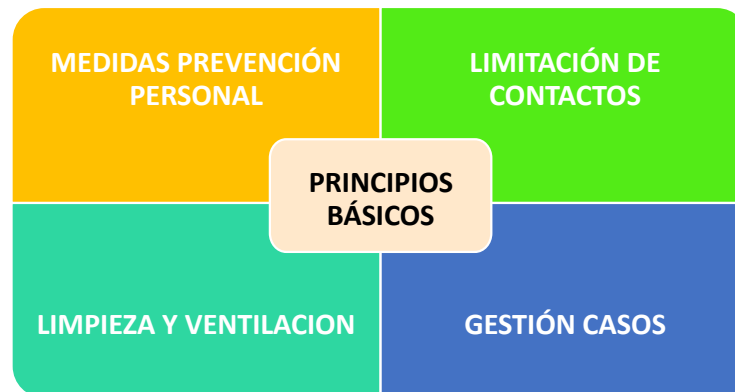 MEDIDAS PREVENCIÓN
PERSONAL
LIMITACIÓN DE
CONTACTOS
PRINCIPIOS
BÁSICOS
LIMPIEZA Y VENTILACION
GESTIÓN CASOS